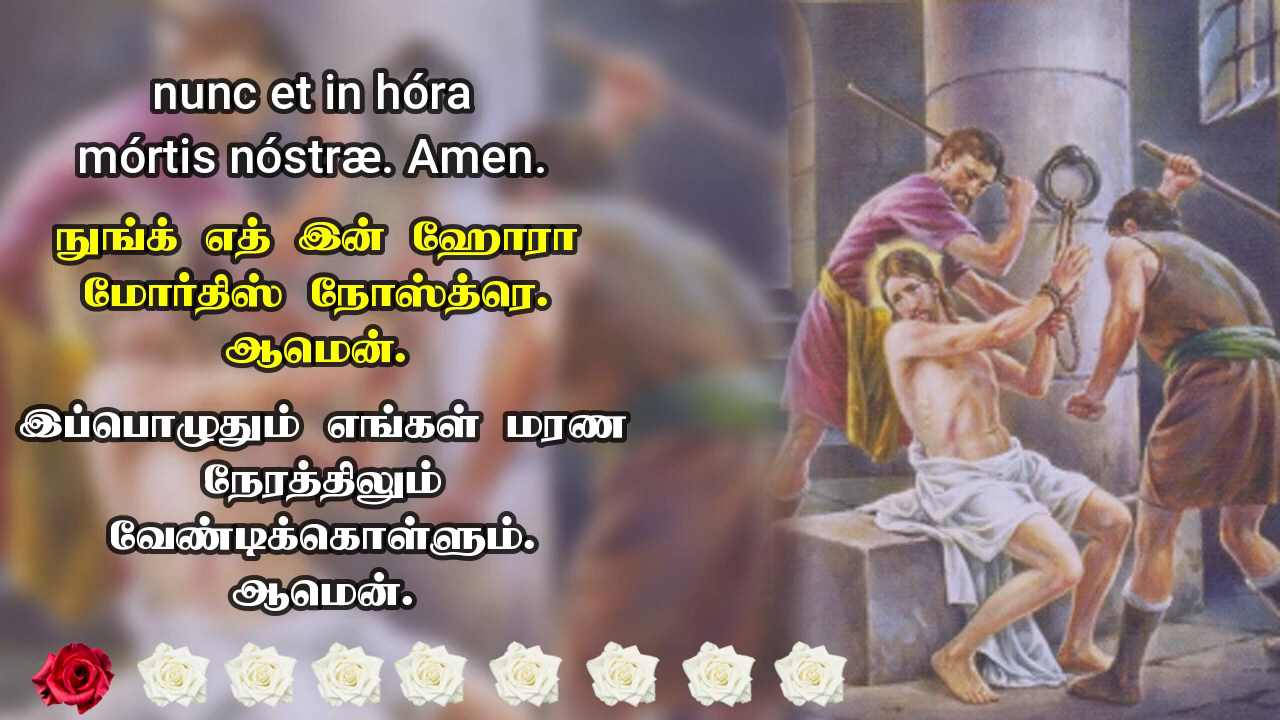 nunc et in hóra
mórtis nóstræ. Amen.
நுங்க் எத் இன் ஹோரா
மோர்திஸ் நோஸ்த்ரெ.
ஆமென்.
இப்பொழுதும் எங்கள் மரண
நேரத்திலும்
வேண்டிக்கொள்ளும்.
ஆமென்.